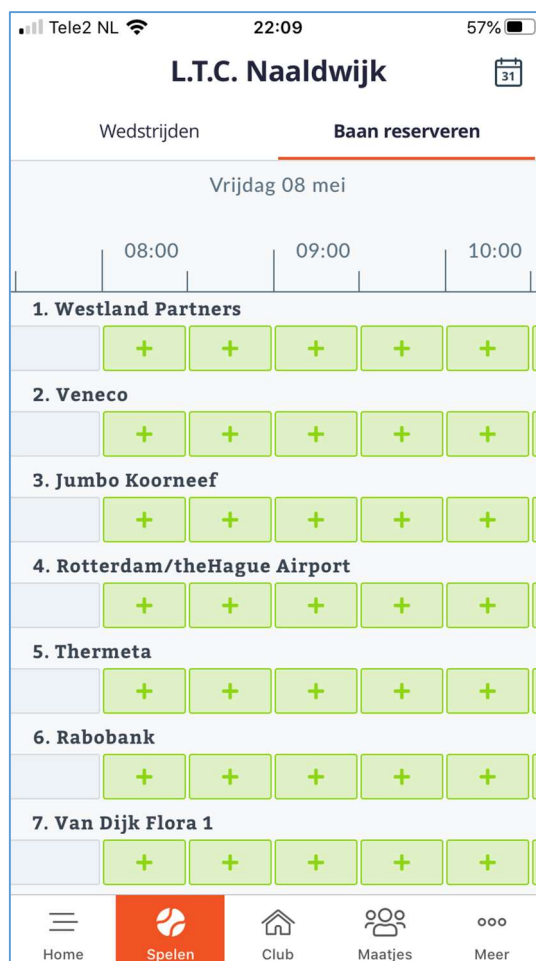 Tele2 NL 22:09 57%
L.T.C. Naaldwijk 31
Wedstrijden Baan reserveren
Vrijdag 08 mei
08:00 09:00 10:00
1. Westland Partners
+ + + + +
2. Veneco
+ + + + +
3. Jumbo Koorneef
+ + + + +
4. Rotterdam/theHague Airport
+ + + + +
5. Thermeta
+ + + + +
6. Rabobank
+ + + + +
7. Van Dijk Flora 1
+ + + + +
Home Spelen Club Maatjes Meer